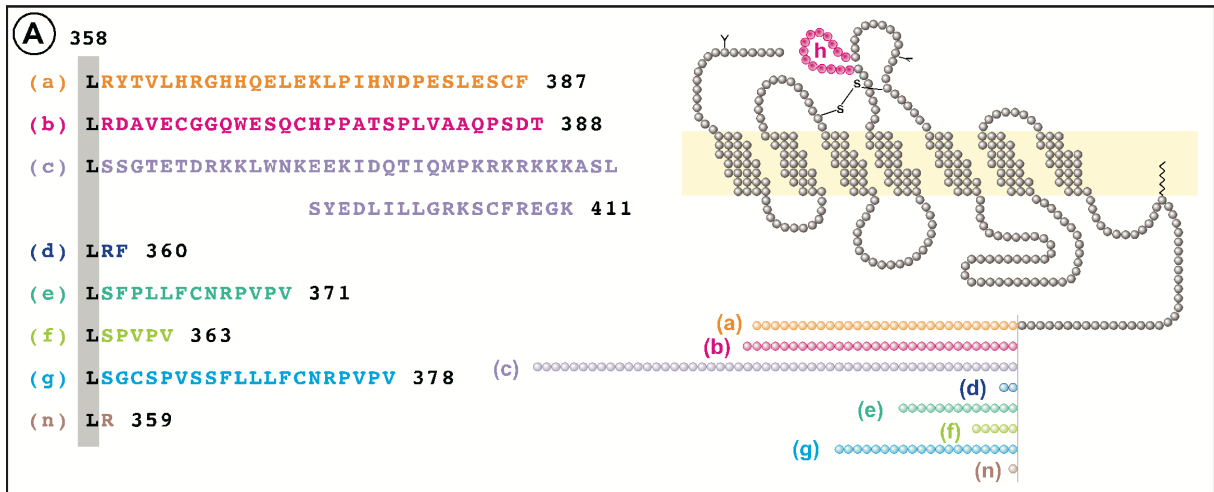 A
358
(a) LRYTVLHRGHHQELEKLPIHNDPESLESCF 387
(b) LRDAVECGGQWESQCHPPATSPLVAAQPSDT 388
(c) LSSGTETDRKKLWNKEEKIDQTIQMPKRKRKKKASL
SYEDLILLGRKSCFREGK 411
(d) LRF 360
(e) LSFPLLFCNRPVPV 371
(f) LSPVPV 363
(g) LSGCSPVSSFLLLFCNRPVPV 378
(n) LR 359
Y
h
Y
S
S
(a)
(b)
(c)
(d)
(e)
(f)
(g)
(n)